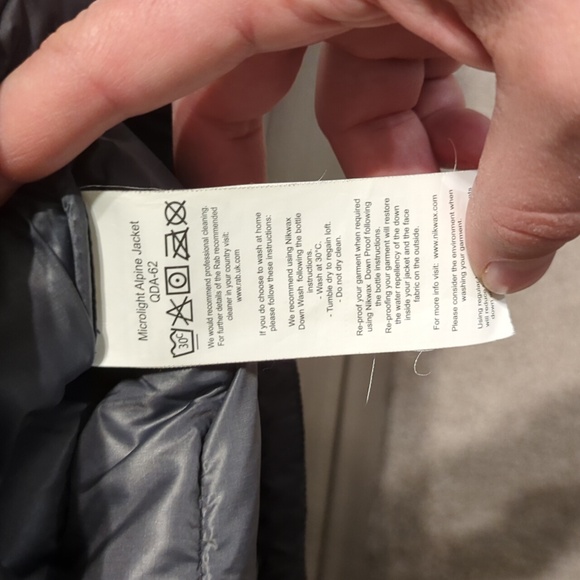 Microlight Alpine Jacket
QDA-62
30°
We would recommend professional cleaning.
For further details of the Rab recommended
cleaner in your country visit:
www.rab.uk.com
If you do choose to wash at home
please follow these instructions:
We recommend using Nikwax
Down Wash following the bottle
instructions.
- Wash at 30°C.
- Tumble dry to regain loft.
- Do not dry clean.
Re-proof your garment when required
using Nikwax Down Proof following
the bottle instructions.
Re-proofing your garment will restore
the water repellency of the down
inside your jacket and the face
fabric on the outside.
For more info visit: www.nikwax.com
Please consider the environment when
washing your garment.
Using
will
down